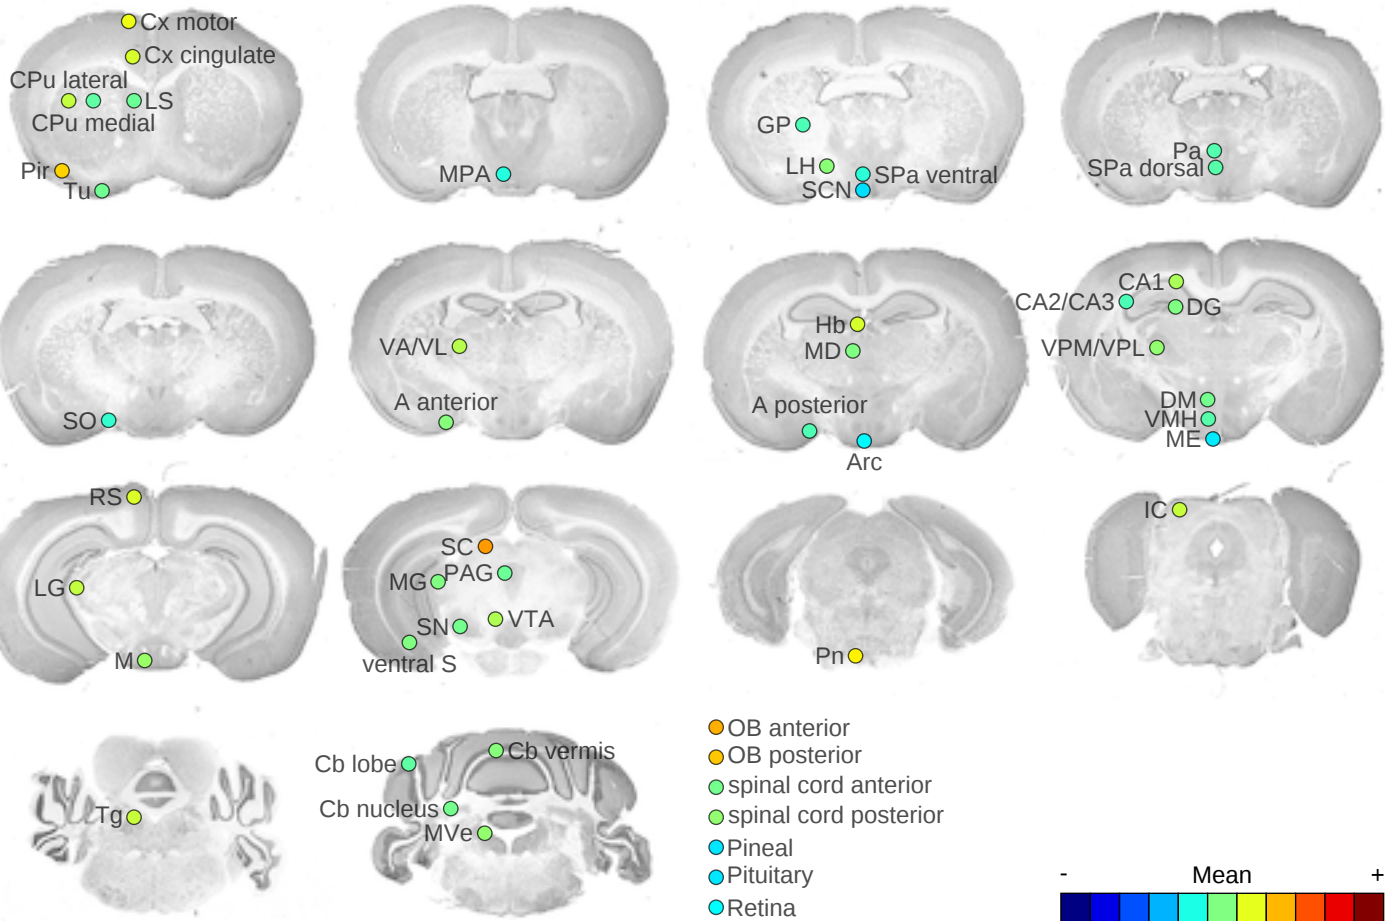 Cx motor
Cx cingulate
CPu lateral
LS
CPu medial
Pir
Tu
MPA
GP
LH
SPa ventral
SCN
Pa
SPa dorsal
SO
VA/VL
A anterior
Hb
MD
A posterior
Arc
CA1
CA2/CA3
DG
VPM/VPL
DM
VMH
ME
RS
LG
M
SC
PAG
MG
VTA
SN
ventral S
Pn
IC
Tg
Cb vermis
Cb lobe
Cb nucleus
MVe
OB anterior
OB posterior
spinal cord anterior
spinal cord posterior
Pineal
Pituitary
Retina
- Mean +